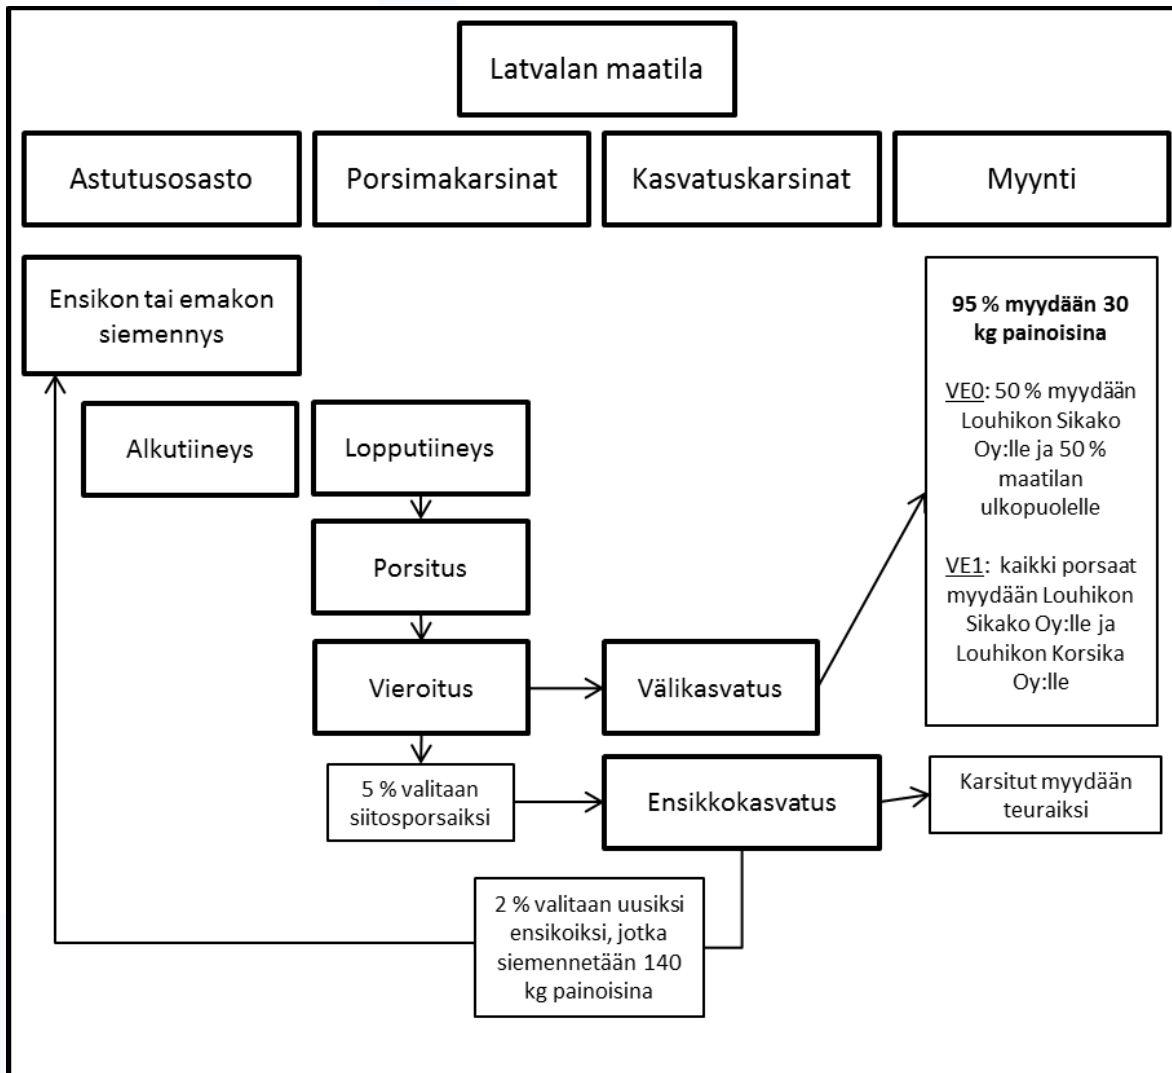 Latvalan maatila
Astutusosasto
Porsimakarsinat
Kasvatuskarsinat
Myynti
Ensikon tai emakon
siemennys
95 % myydään 30
kg painoisina
VE0: 50 % myydään
Louhikon Sikako
Oy:lle ja 50 %
maatilan
ulkopuolelle
VE1: kaikki porsaat
myydään Louhikon
Sikako Oy:lle ja
Louhikon Korsika
Oy:lle
Alkutiineys
Lopputiineys
Porsitus
Vieroitus
Välikasvatus
5 % valitaan
siitosporsaiksi
Ensikkokasvatus
Karsitut myydään
teuraiksi
2 % valitaan uusiksi
ensikoiksi, jotka
siemennetään 140
kg painoisina